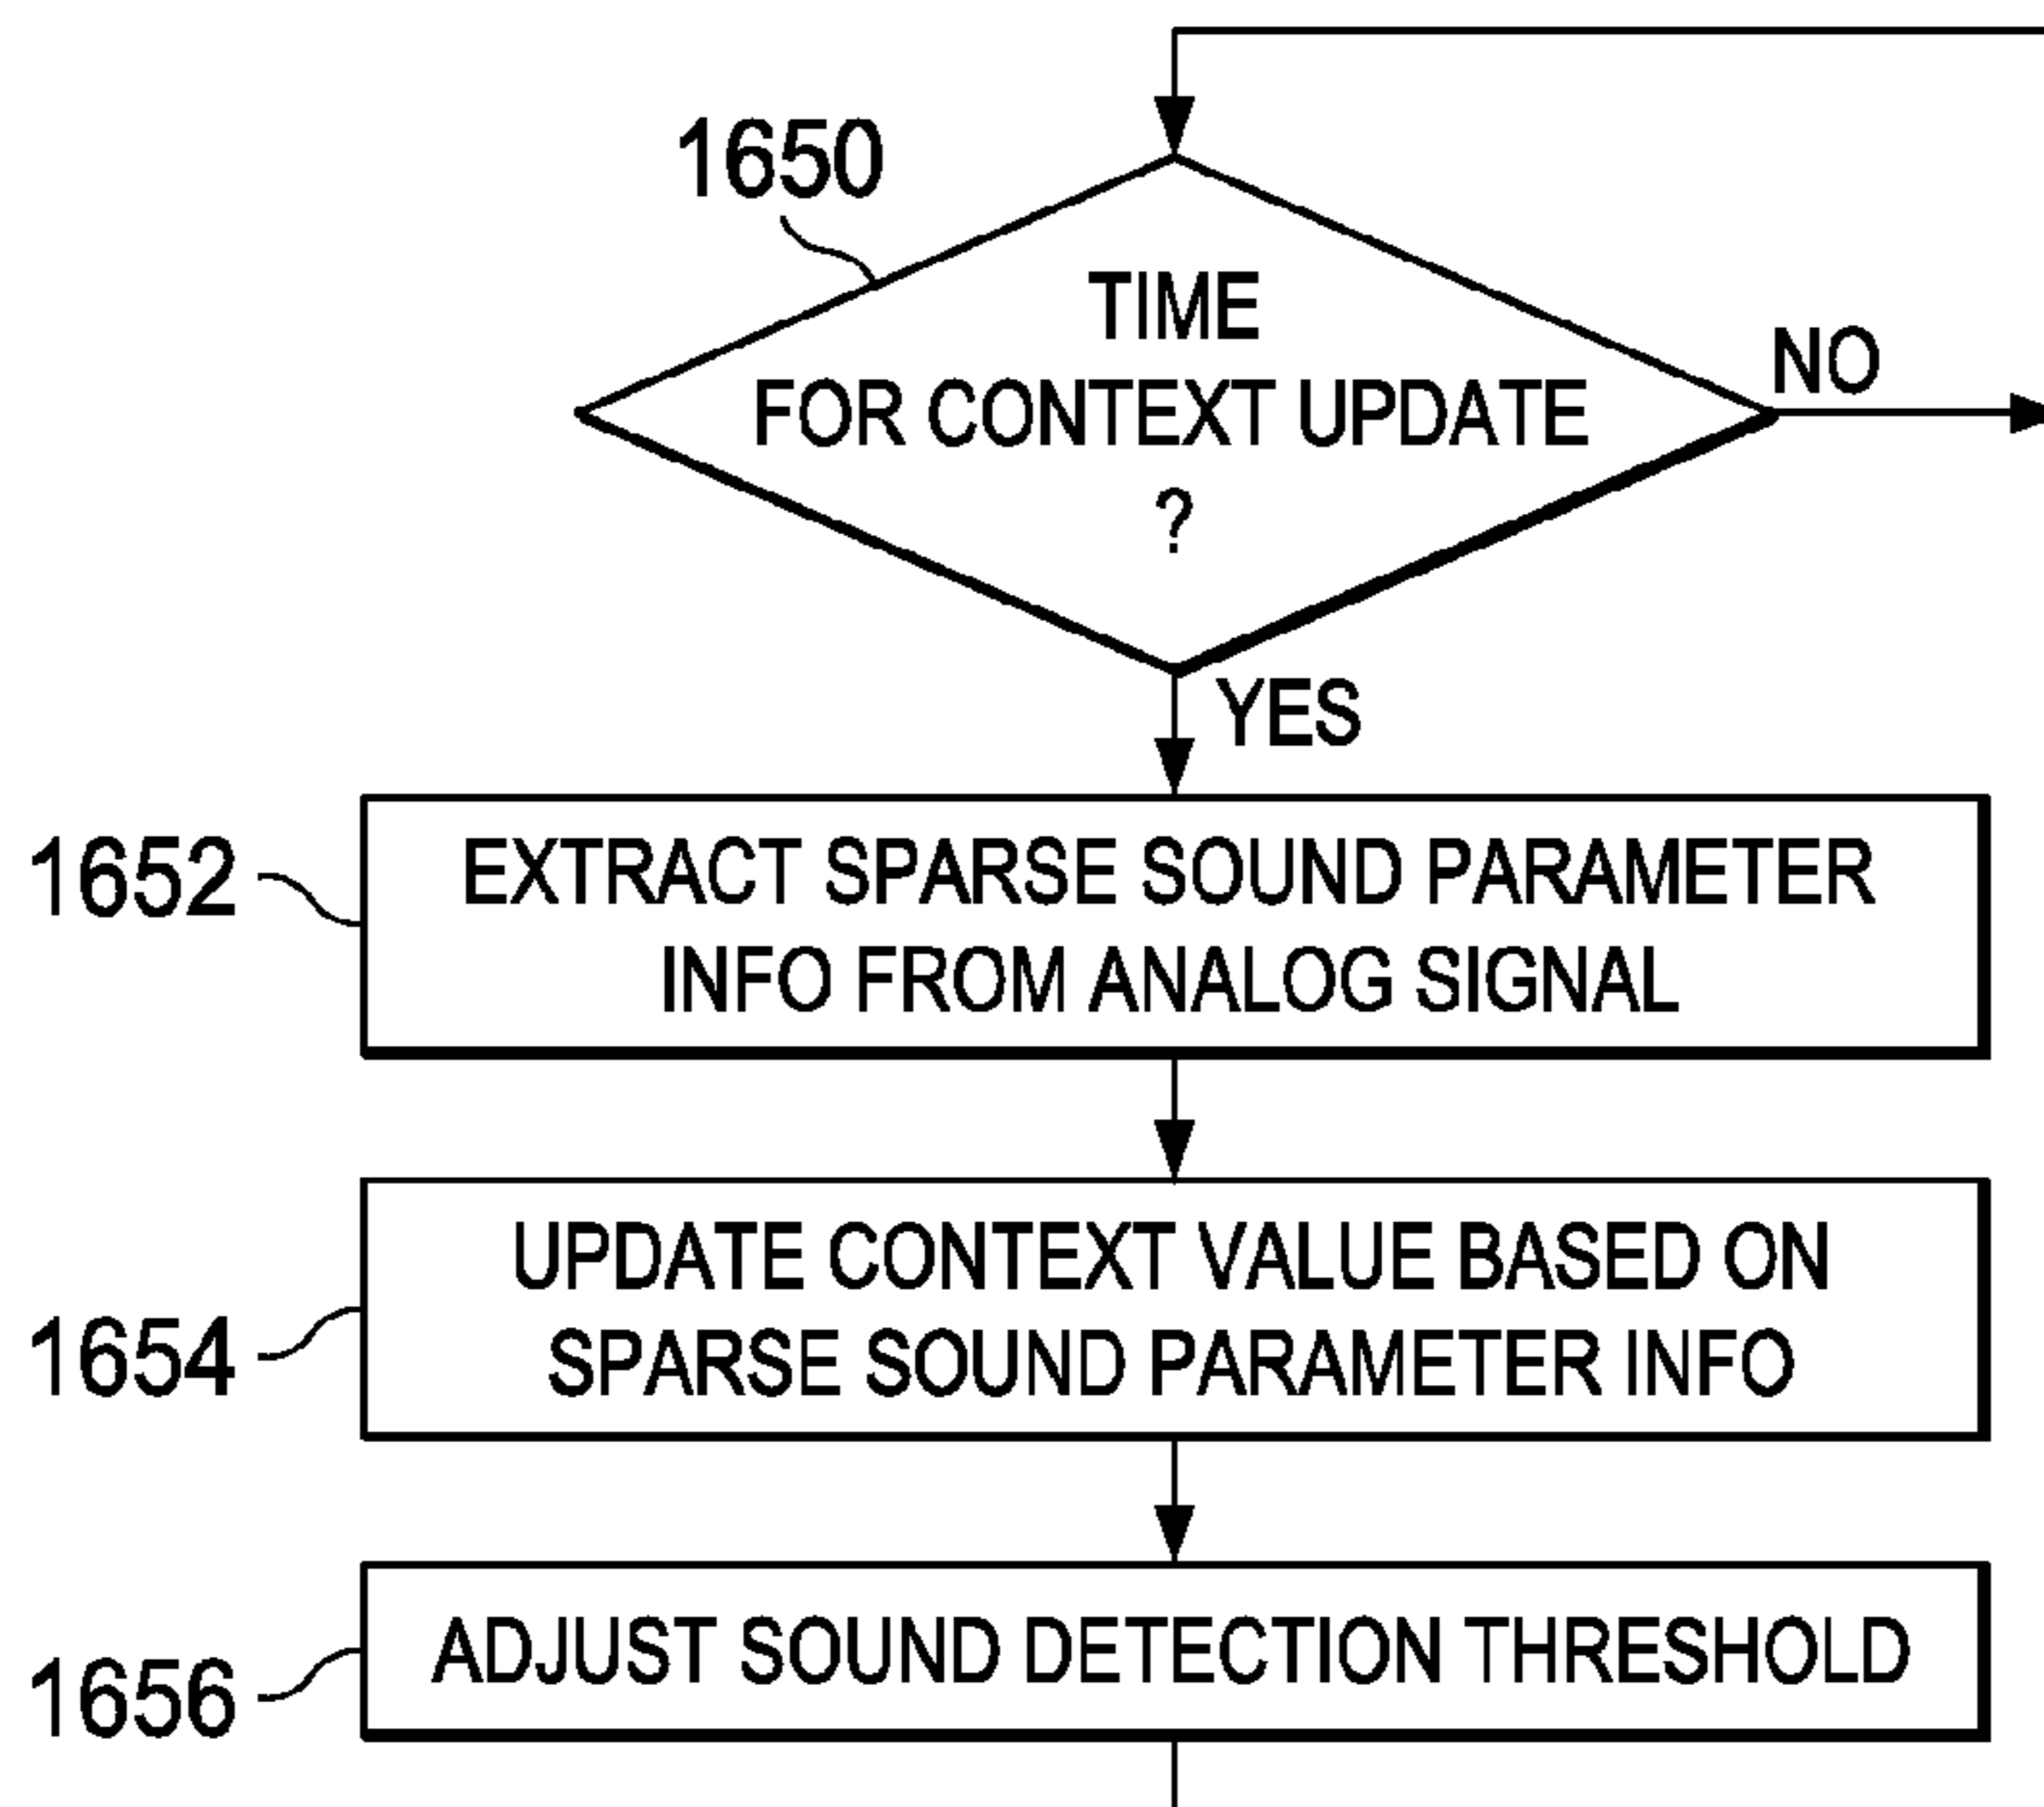 1650
TIME
FOR CONTEXT UPDATE
?
NO
YES
1652
EXTRACT SPARSE SOUND PARAMETER
INFO FROM ANALOG SIGNAL
1654
UPDATE CONTEXT VALUE BASED ON
SPARSE SOUND PARAMETER INFO
1656
ADJUST SOUND DETECTION THRESHOLD